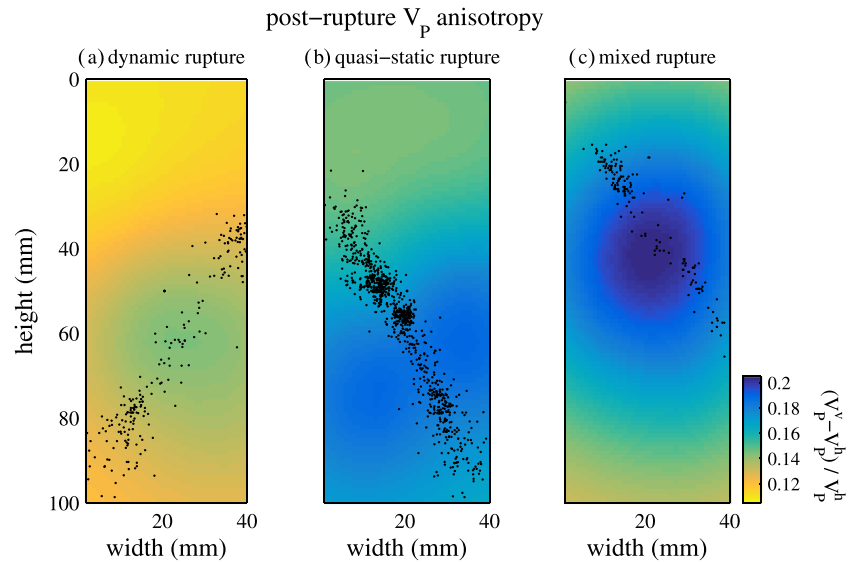 post−rupture V_P anisotropy
(a) dynamic rupture
(b) quasi−static rupture
(c) mixed rupture
0
20
40
60
80
100
height (mm)
20
40
width (mm)
20
40
width (mm)
20
40
width (mm)
0.2
0.18
0.16
0.14
0.12
(V_P^v−V_P^h) / V_P^h